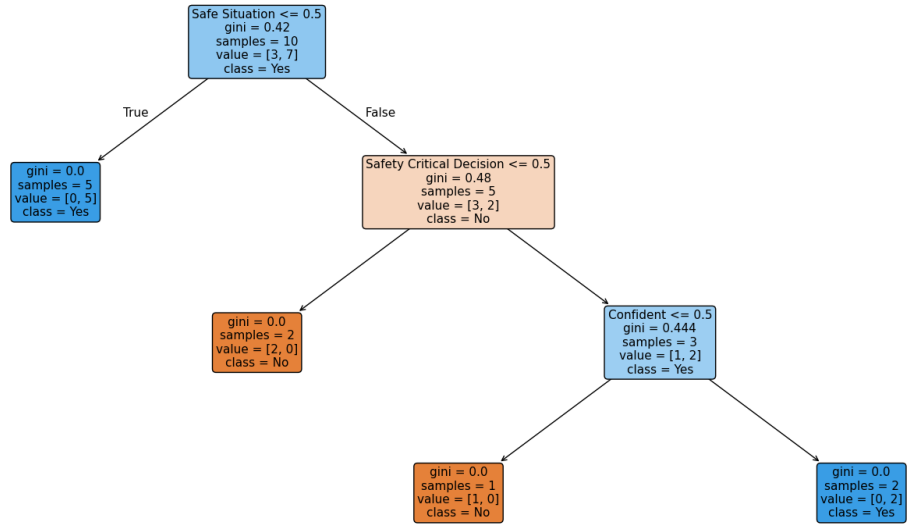 Safe Situation <= 0.5
gini = 0.42
samples = 10
value = [3, 7]
class = Yes
True
False
gini = 0.0
samples = 5
value = [0, 5]
class = Yes
Safety Critical Decision <= 0.5
gini = 0.48
samples = 5
value = [3, 2]
class = No
gini = 0.0
samples = 2
value = [2, 0]
class = No
Confident <= 0.5
gini = 0.444
samples = 3
value = [1, 2]
class = Yes
gini = 0.0
samples = 1
value = [1, 0]
class = No
gini = 0.0
samples = 2
value = [0, 2]
class = Yes